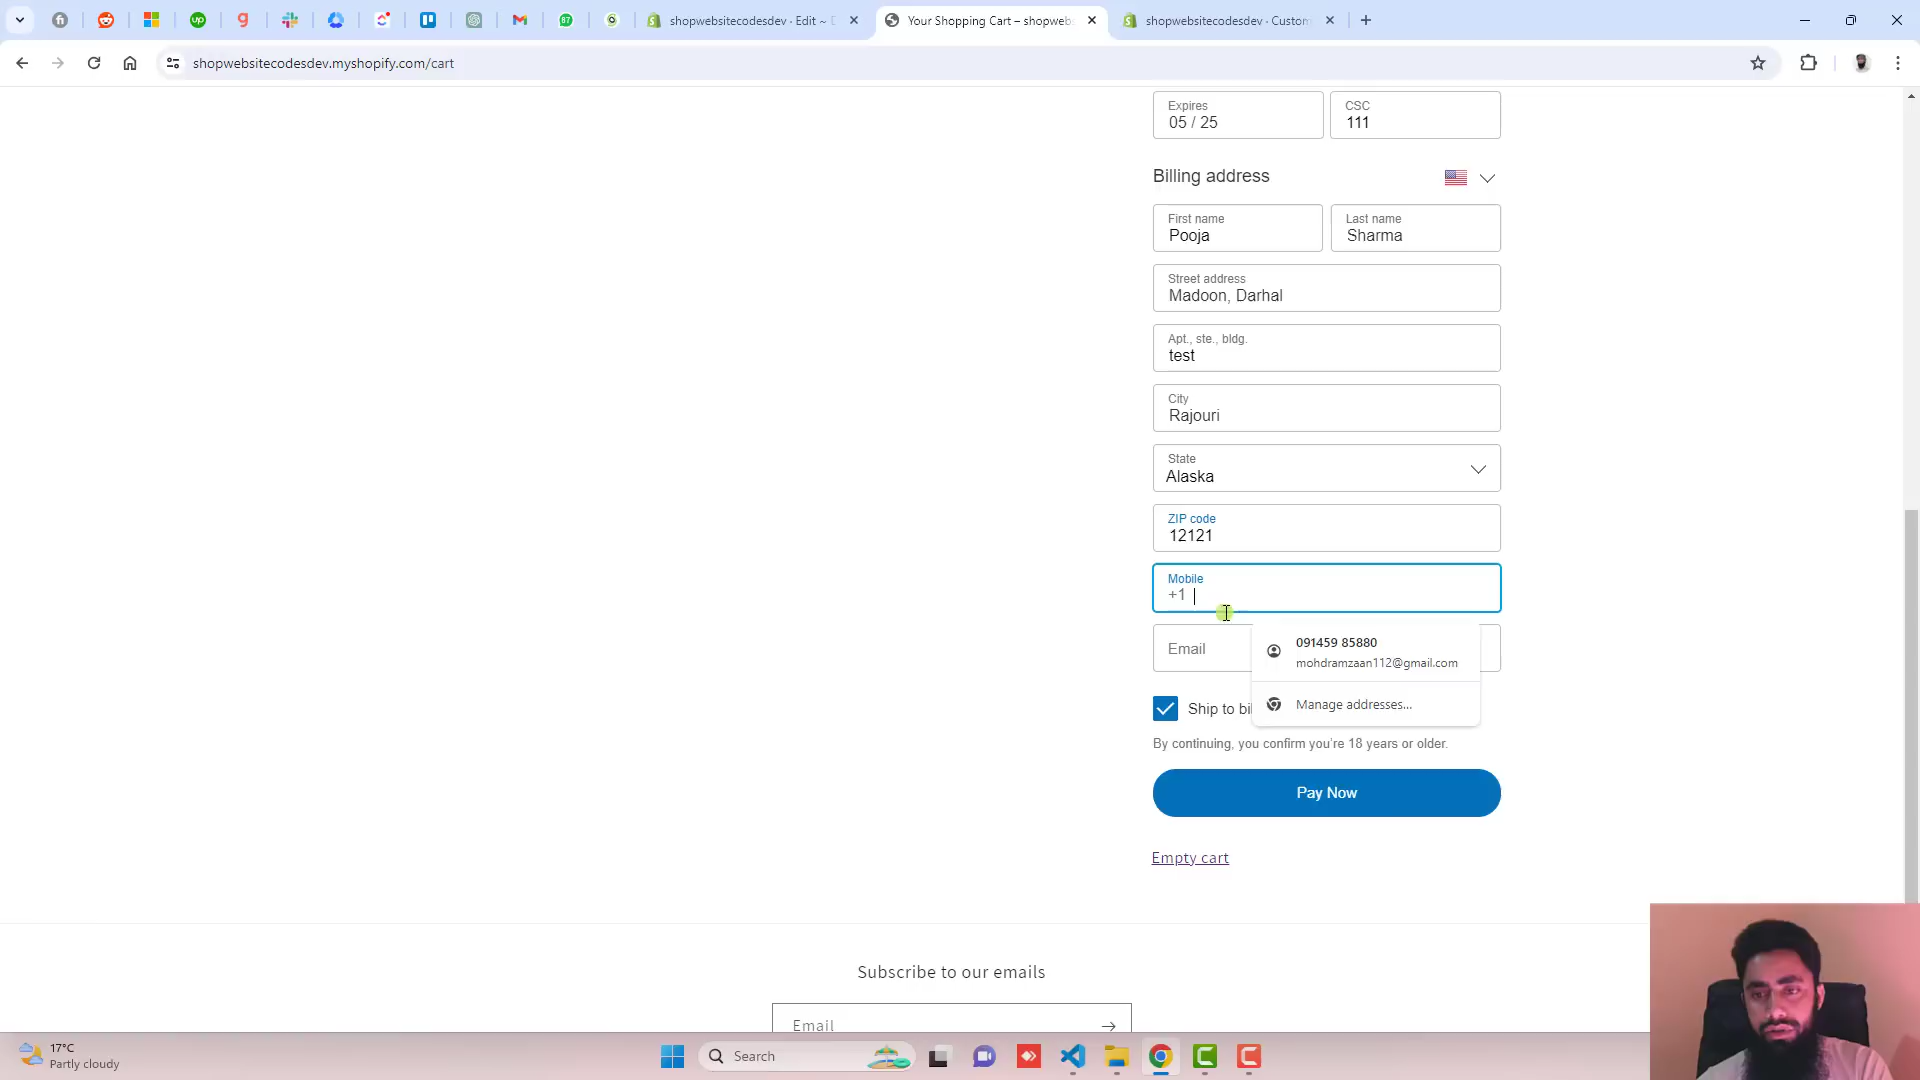 shopwebsitecodesdev · Edit ~ D
Your Shopping Cart – shopwebs
shopwebsitecodesdev · Custom
shopwebsitecodesdev.myshopify.com/cart
Expires
05 / 25
CSC
111
Billing address
First name
Pooja
Last name
Sharma
Street address
Madoon, Darhal
Apt., ste., bldg.
test
City
Rajouri
State
Alaska
ZIP code
12121
Mobile
+1
Email
091459 85880
mohdramzaan112@gmail.com
Manage addresses...
Ship to bil
By continuing, you confirm you're 18 years or older.
Pay Now
Empty cart
Subscribe to our emails
Email
17°C
Partly cloudy
Search